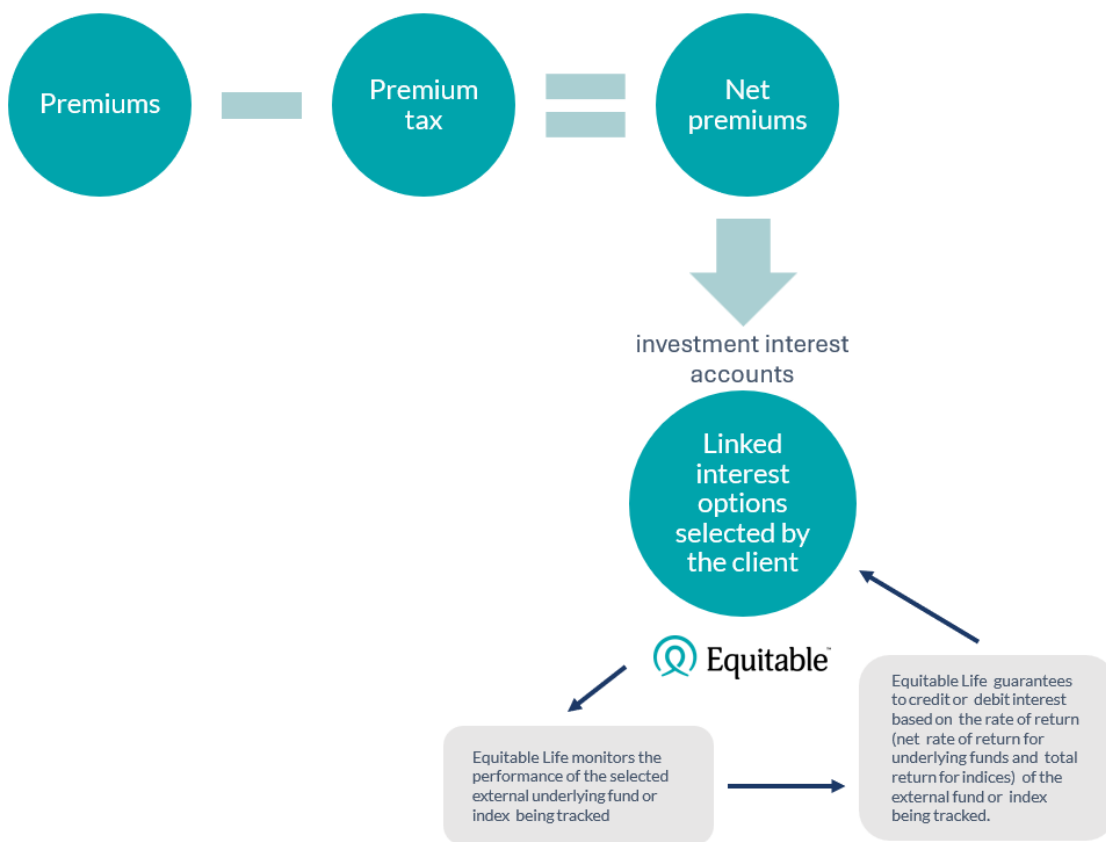 Premiums
Premium
tax
Net
premiums
investment interest
accounts
Linked
interest
options
selected by
the client
Equitable™
Equitable Life monitors the
performance of the selected
external underlying fund or
index being tracked
Equitable Life guarantees
to credit or debit interest
based on the rate of return
(net rate of return for
underlying funds and total
return for indices) of the
external fund or index
being tracked.